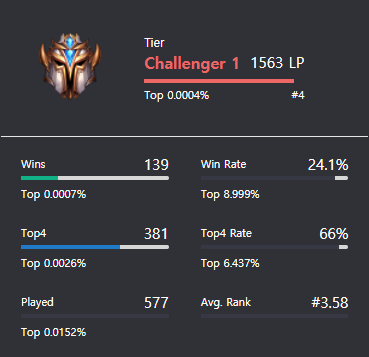 Tier
Challenger 1 1563 LP
Top 0.0004% #4
Wins 139
Top 0.0007%
Win Rate 24.1%
Top 8.999%
Top4 381
Top 0.0026%
Top4 Rate 66%
Top 6.437%
Played 577
Top 0.0152%
Avg. Rank #3.58